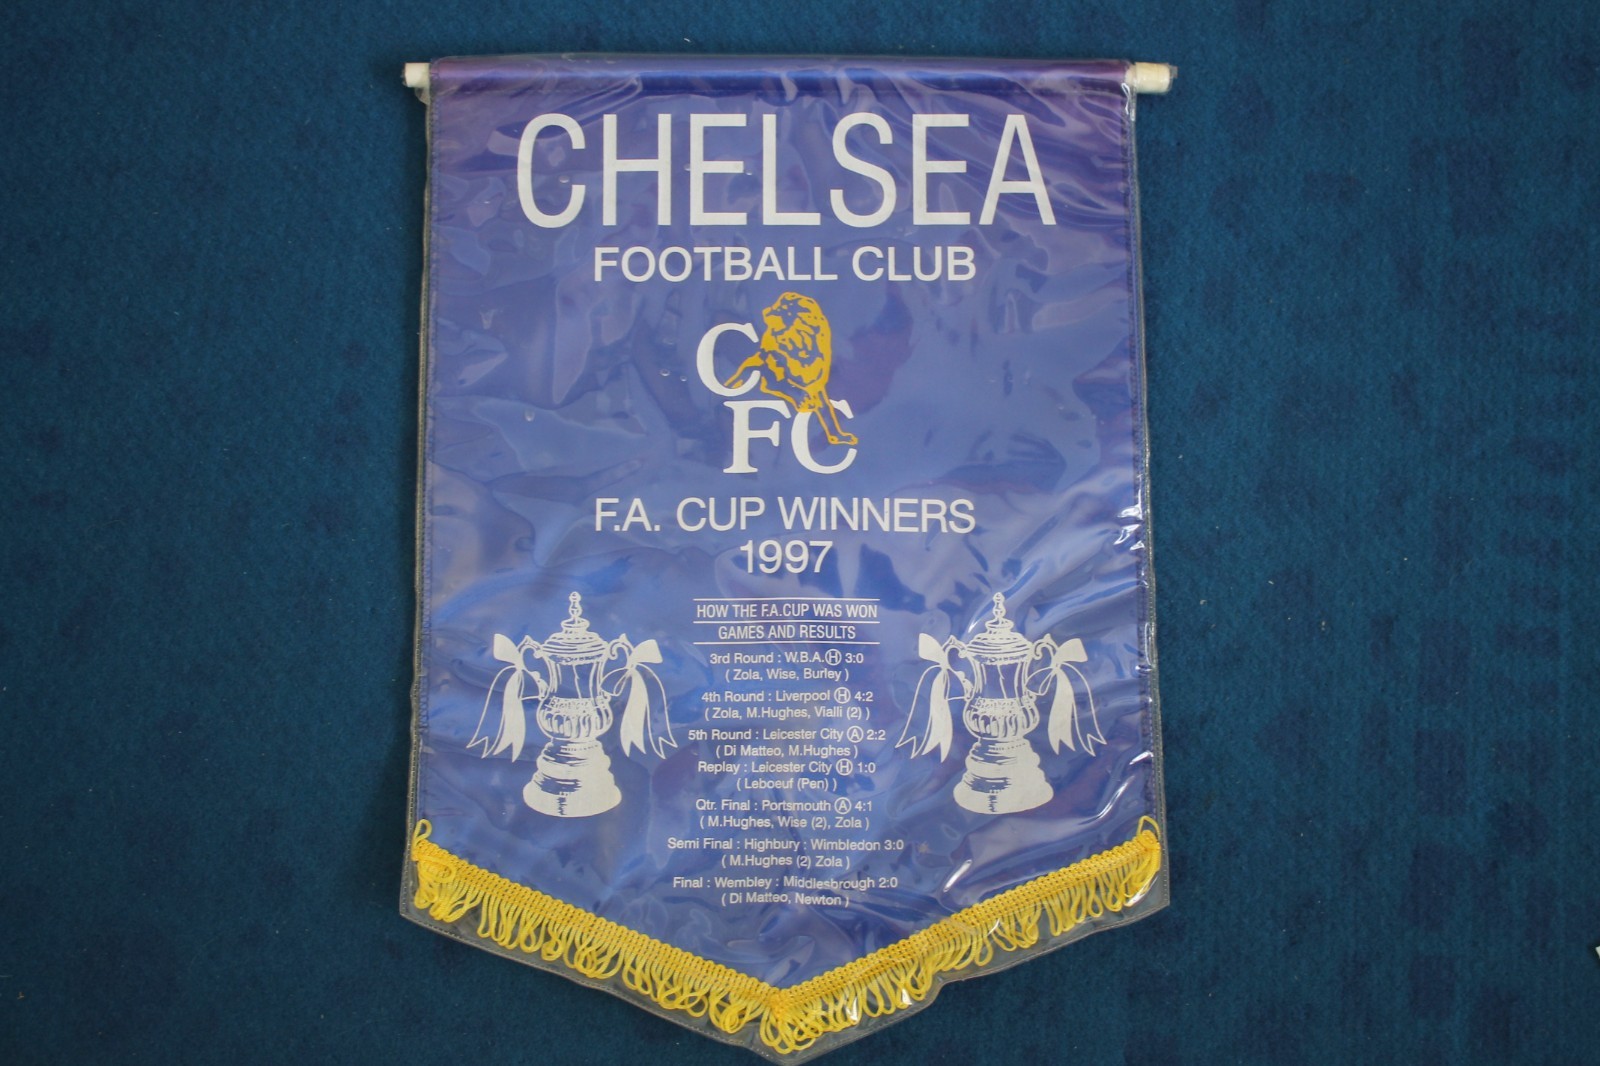 CHELSEA
FOOTBALL CLUB
C
FC
F.A. CUP WINNERS
1997
HOW THE F.A.CUP WAS WON
GAMES AND RESULTS
3rd Round : W.B.A. Ⓗ 3:0
( Zola, Wise, Burley )
4th Round : Liverpool Ⓗ 4:2
( Zola, M.Hughes, Vialli (2) )
5th Round : Leicester City Ⓐ 2:2
( Di Matteo, M.Hughes )
Replay : Leicester City Ⓗ 1:0
( Leboeuf (Pen) )
Qtr. Final : Portsmouth Ⓐ 4:1
( M.Hughes, Wise (2), Zola )
Semi Final : Highbury : Wimbledon 3:0
( M.Hughes (2) Zola )
Final : Wembley : Middlesbrough 2:0
( Di Matteo, Newton )